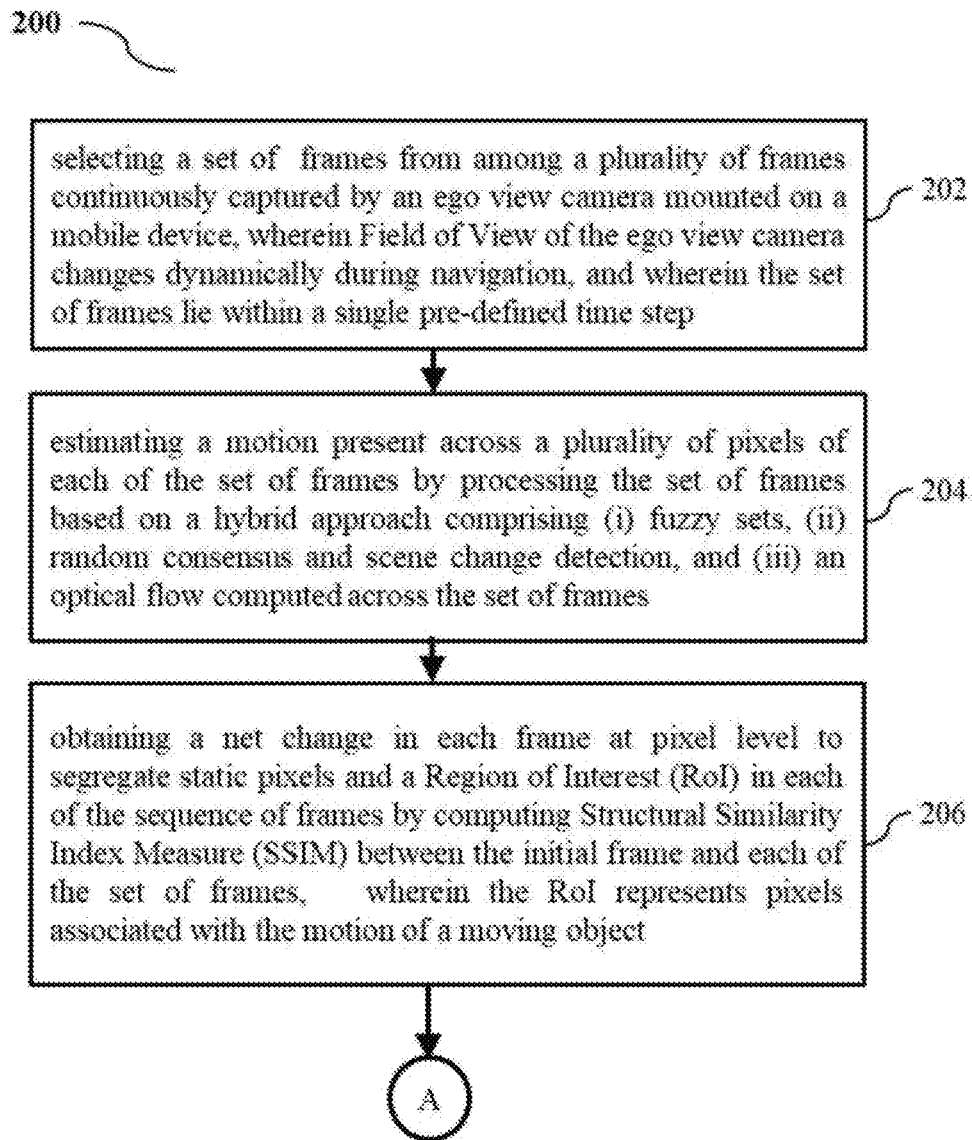 200
selecting a set of frames from among a plurality of frames
continuously captured by an ego view camera mounted on a
mobile device, wherein Field of View of the ego view camera
changes dynamically during navigation, and wherein the set
of frames lie within a single pre-defined time step
202
estimating a motion present across a plurality of pixels of
each of the set of frames by processing the set of frames
based on a hybrid approach comprising (i) fuzzy sets, (ii)
random consensus and scene change detection, and (iii) an
optical flow computed across the set of frames
204
obtaining a net change in each frame at pixel level to
segregate static pixels and a Region of Interest (RoI) in each
of the sequence of frames by computing Structural Similarity
Index Measure (SSIM) between the initial frame and each of
the set of frames, wherein the RoI represents pixels
associated with the motion of a moving object
206
A